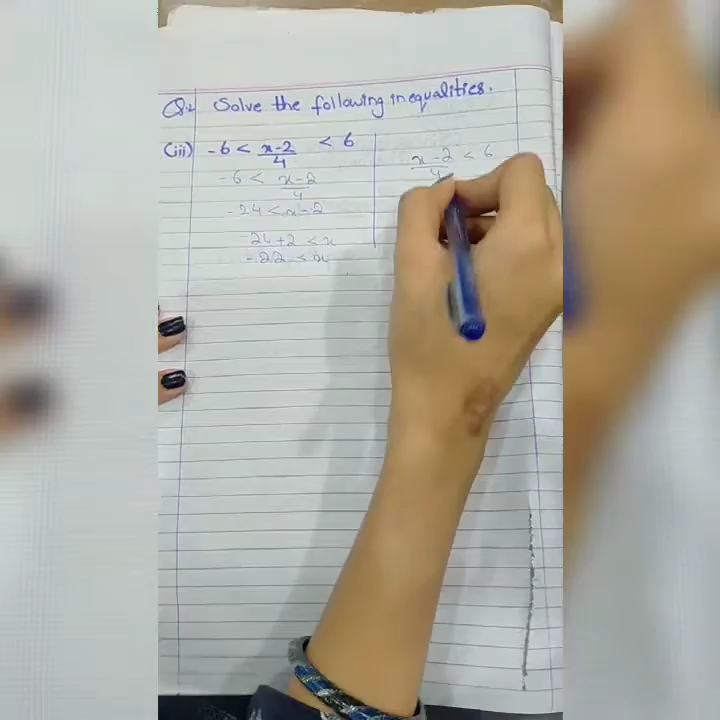 Q.2 Solve the following inequalities.
(iii) -6 < x-2/4 < 6
-6 < x-2/4
-24 < x-2
-24+2 < x
-22 < x
x-2/4 < 6